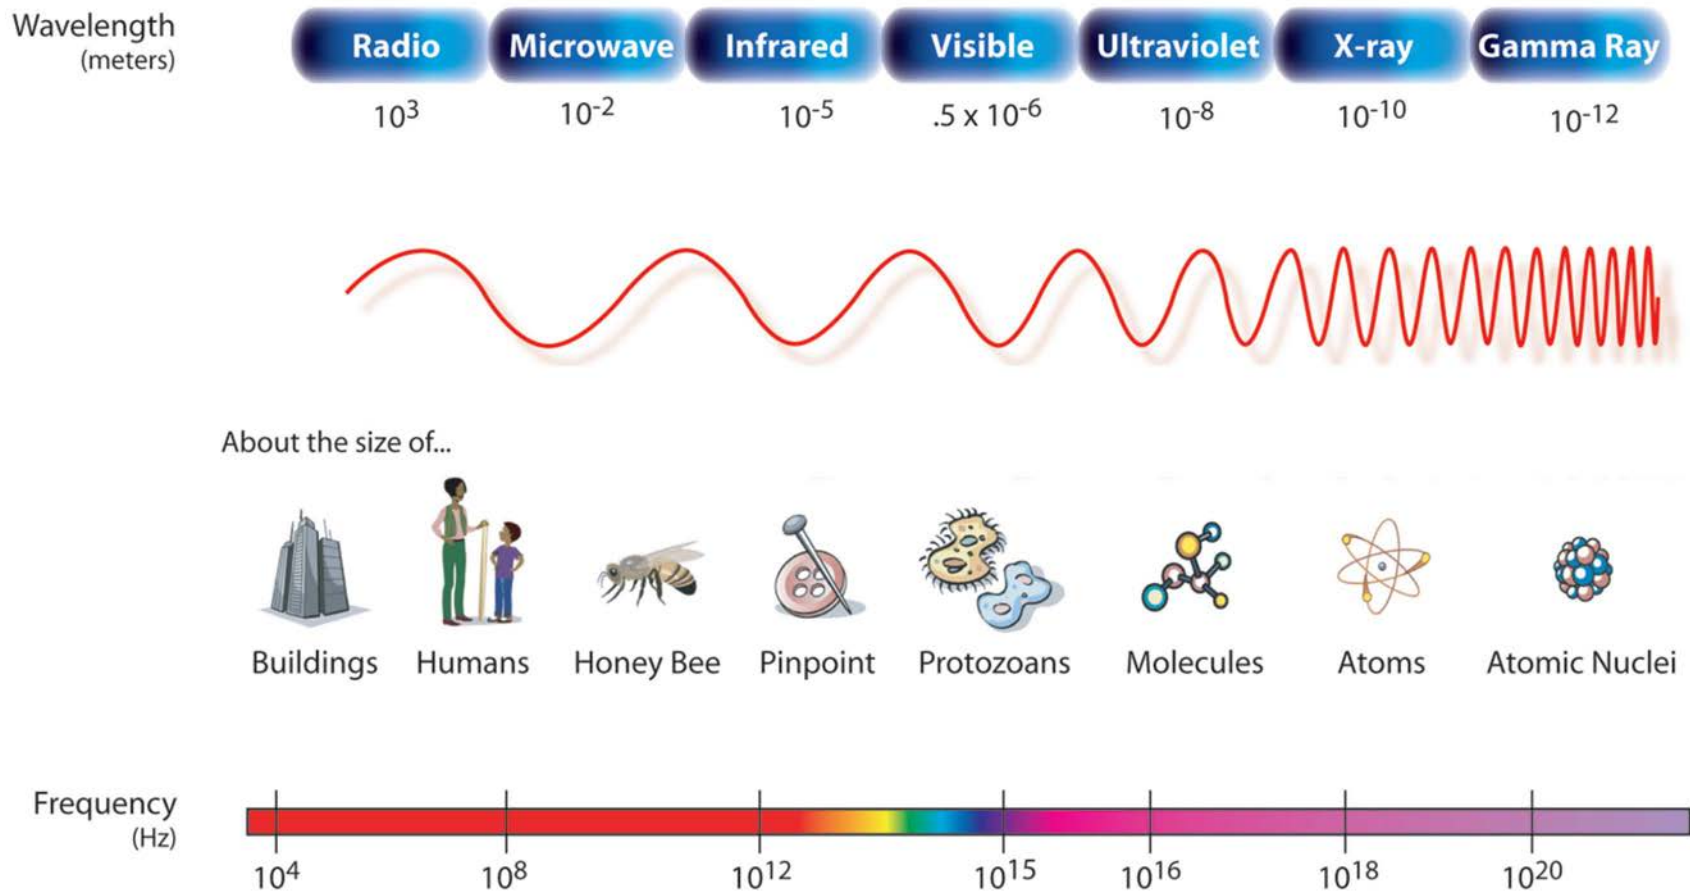 Wavelength
(meters)
Radio Microwave Infrared Visible Ultraviolet X-ray Gamma Ray
10³ 10⁻² 10⁻⁵ .5 x 10⁻⁶ 10⁻⁸ 10⁻¹⁰ 10⁻¹²
About the size of...
Buildings Humans Honey Bee Pinpoint Protozoans Molecules Atoms Atomic Nuclei
Frequency
(Hz)
10⁴ 10⁸ 10¹² 10¹⁵ 10¹⁶ 10¹⁸ 10²⁰